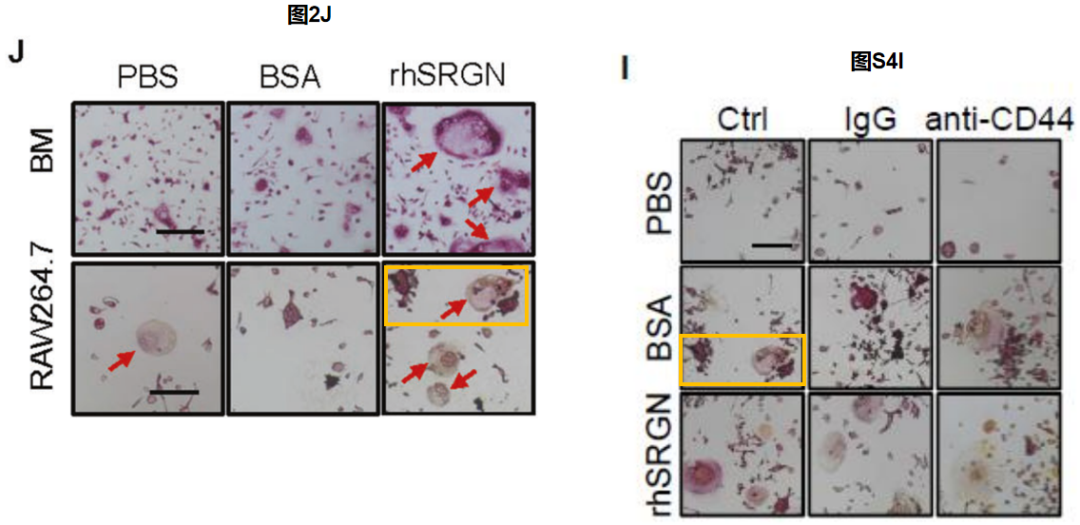 图2J
J
PBS BSA rhSRGN
BM
RAW264.7
图S4I
I
Ctrl IgG anti-CD44
PBS
BSA
rhSRGN